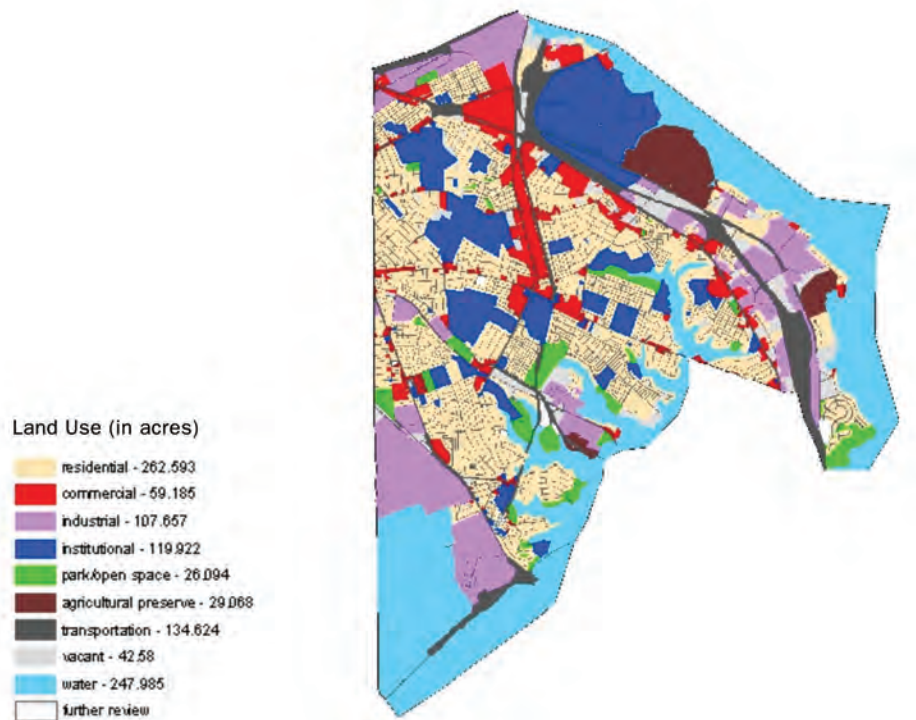 Land Use (in acres)
residential - 262.593
commercial - 59.185
industrial - 107.657
institutional - 119.922
park/open space - 26.094
agricultural preserve - 29.068
transportation - 134.624
vacant - 42.58
water - 247.985
further review